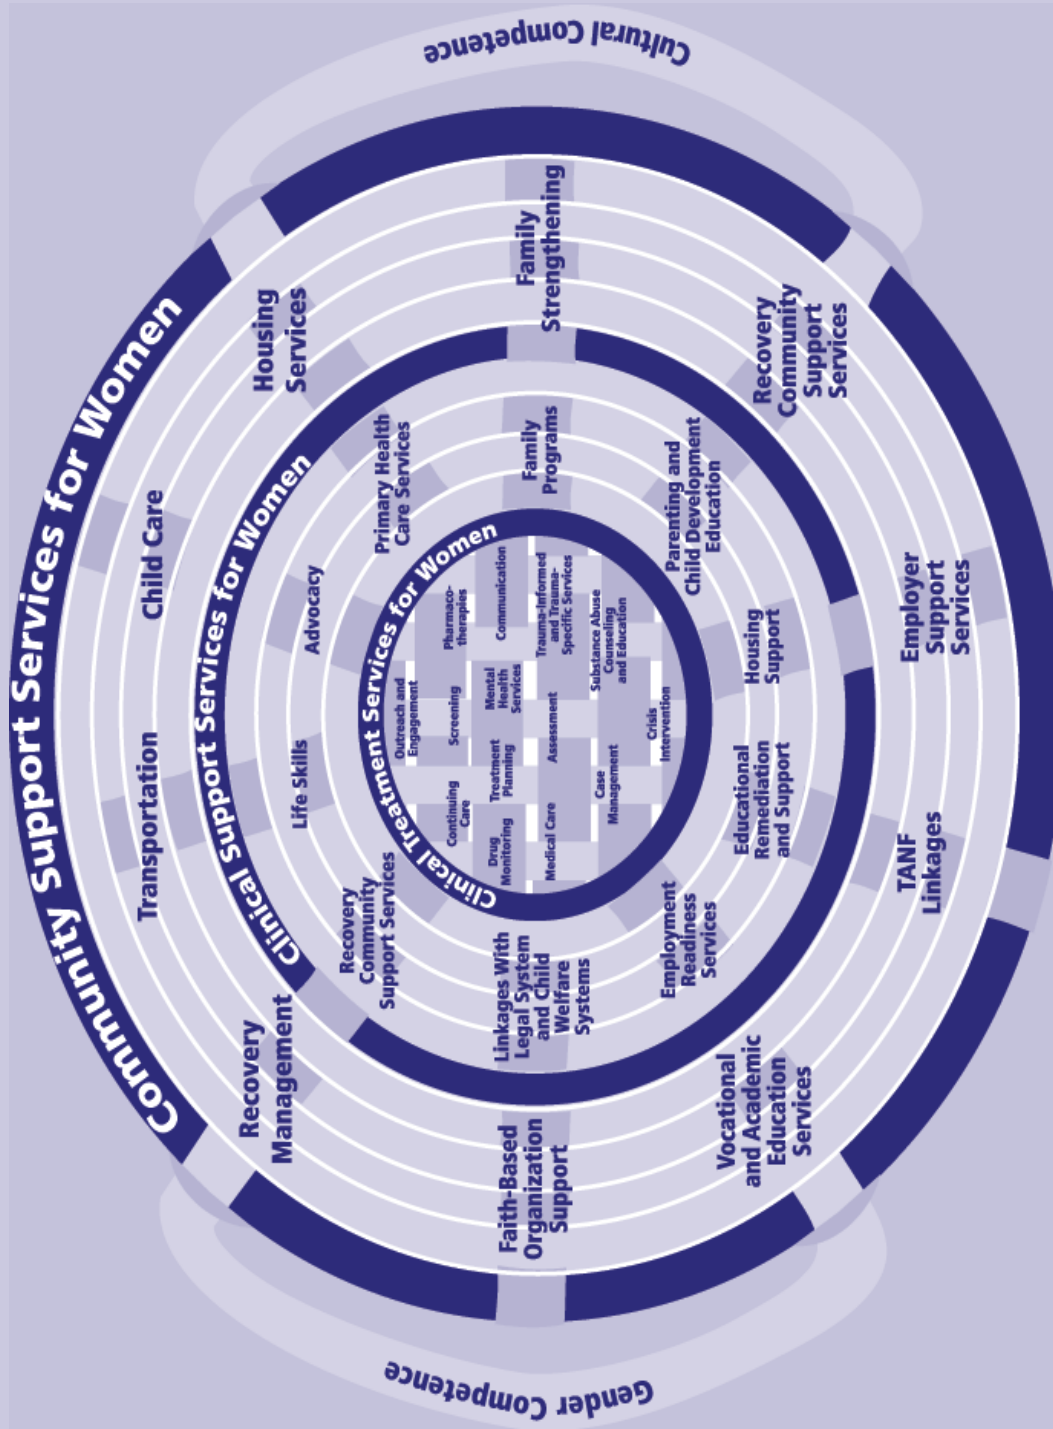 Community Support Services for Women
Recovery
Management
Transportation
Child Care
Housing
Services
Clinical Support Services for Women
Recovery
Community
Support Services
Life Skills
Advocacy
Primary Health
Care Services
Clinical Treatment Services for Women
Outreach and
Engagement
Continuing
Care
Screening
Pharmaco-
therapies
Drug
Monitoring
Treatment
Planning
Mental
Health
Services
Communication
Medical Care
Assessment
Trauma-Informed
and Trauma-
Specific Services
Case
Management
Substance Abuse
Counseling
and Education
Crisis
Intervention
Gender Competence
Faith-Based
Organization
Support
Linkages With
Legal System
and Child
Welfare
Systems
Family
Programs
Family
Strengthening
Cultural Competence
Employment
Readiness
Services
Educational
Remediation
and Support
Housing
Support
Parenting and
Child Development
Education
Vocational
and Academic
Education
Services
TANF
Linkages
Employer
Support
Services
Recovery
Community
Support
Services